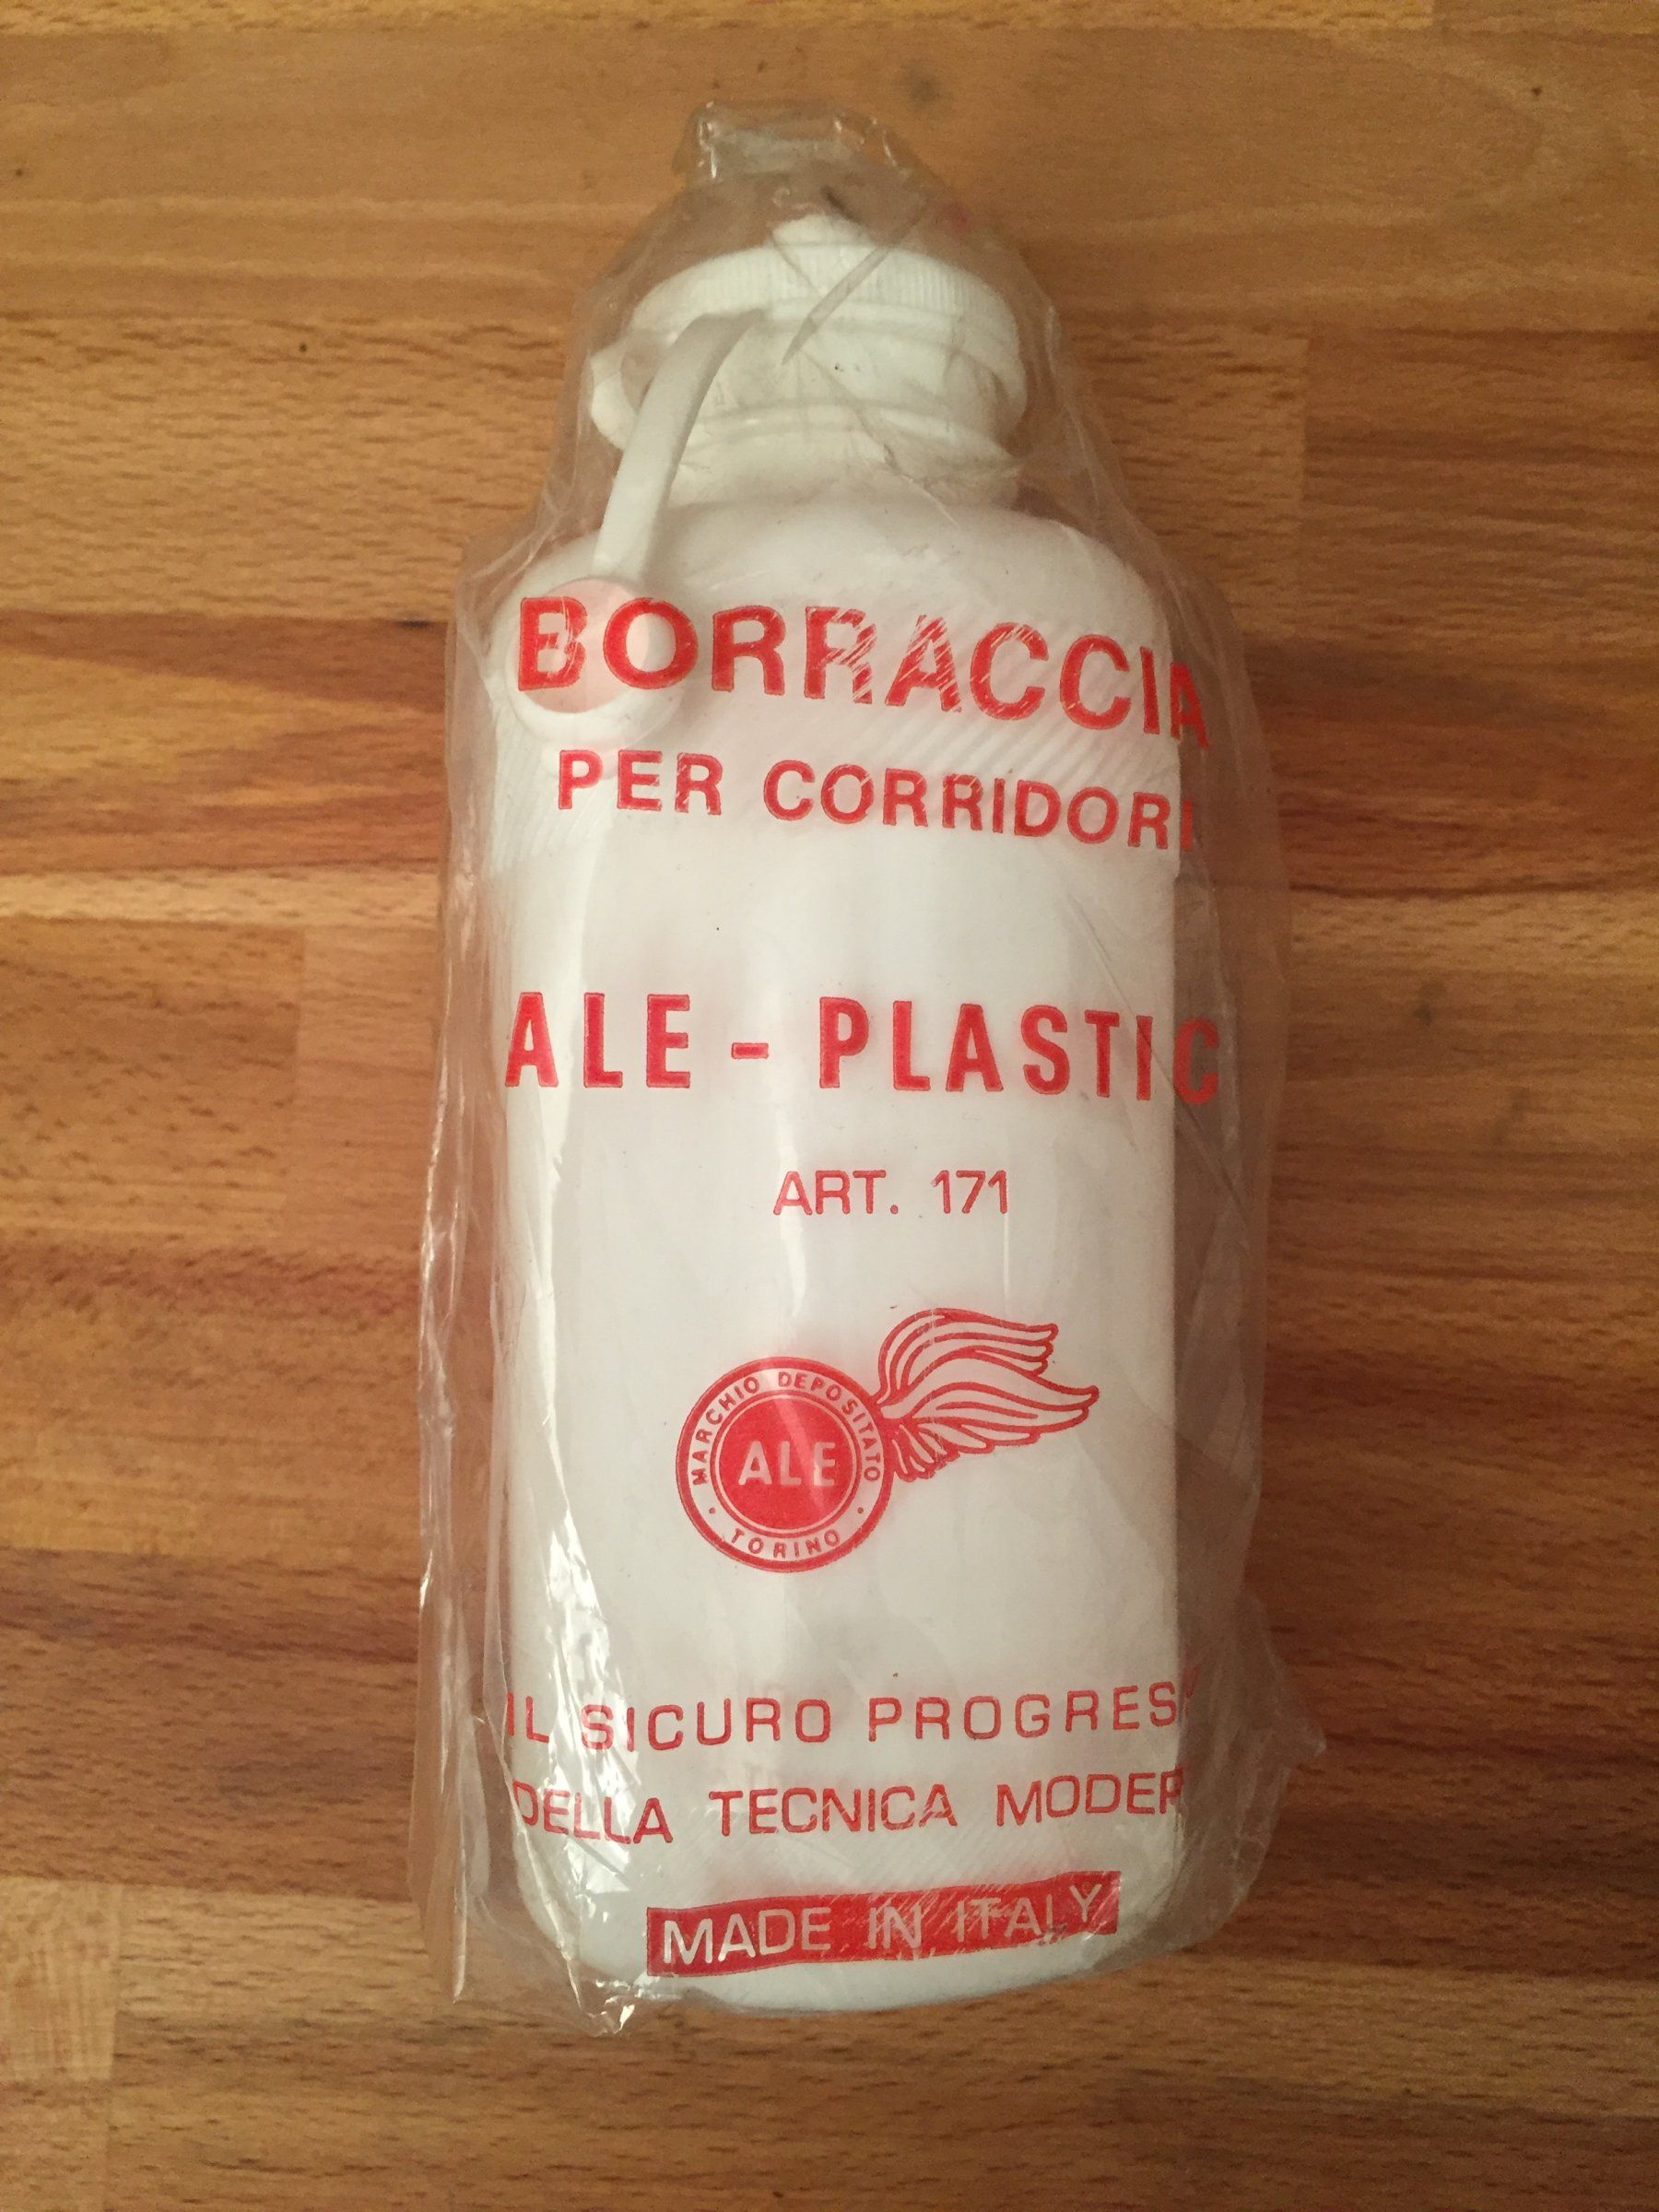 BORRACCIA
PER CORRIDORI
ALE - PLASTIC
ART. 171
MARCHIO DEPOSITATO
ALE
• TORINO •
IL SICURO PROGRES
DELLA TECNICA MODER
MADE IN ITALY